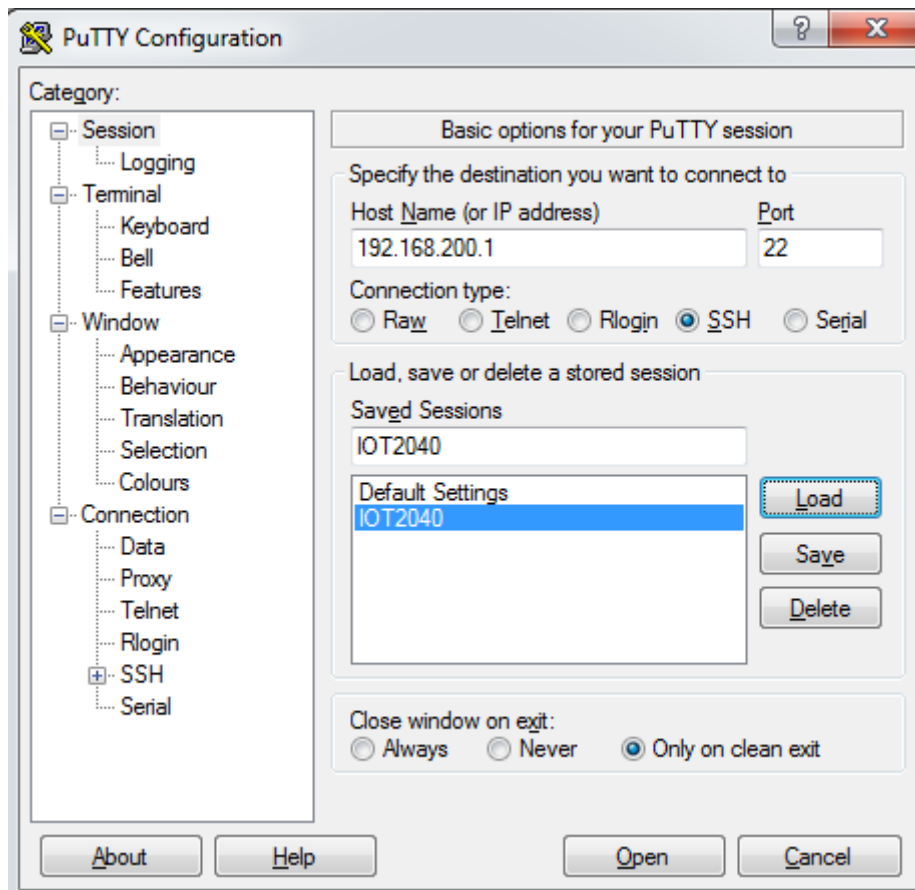 PuTTY Configuration
Category:
Session
Logging
Terminal
Keyboard
Bell
Features
Window
Appearance
Behaviour
Translation
Selection
Colours
Connection
Data
Proxy
Telnet
Rlogin
SSH
Serial
Basic options for your PuTTY session
Specify the destination you want to connect to
Host Name (or IP address) Port
192.168.200.1 22
Connection type:
Raw Telnet Rlogin SSH Serial
Load, save or delete a stored session
Saved Sessions
IOT2040
Default Settings
IOT2040
Load
Save
Delete
Close window on exit:
Always Never Only on clean exit
About Help Open Cancel